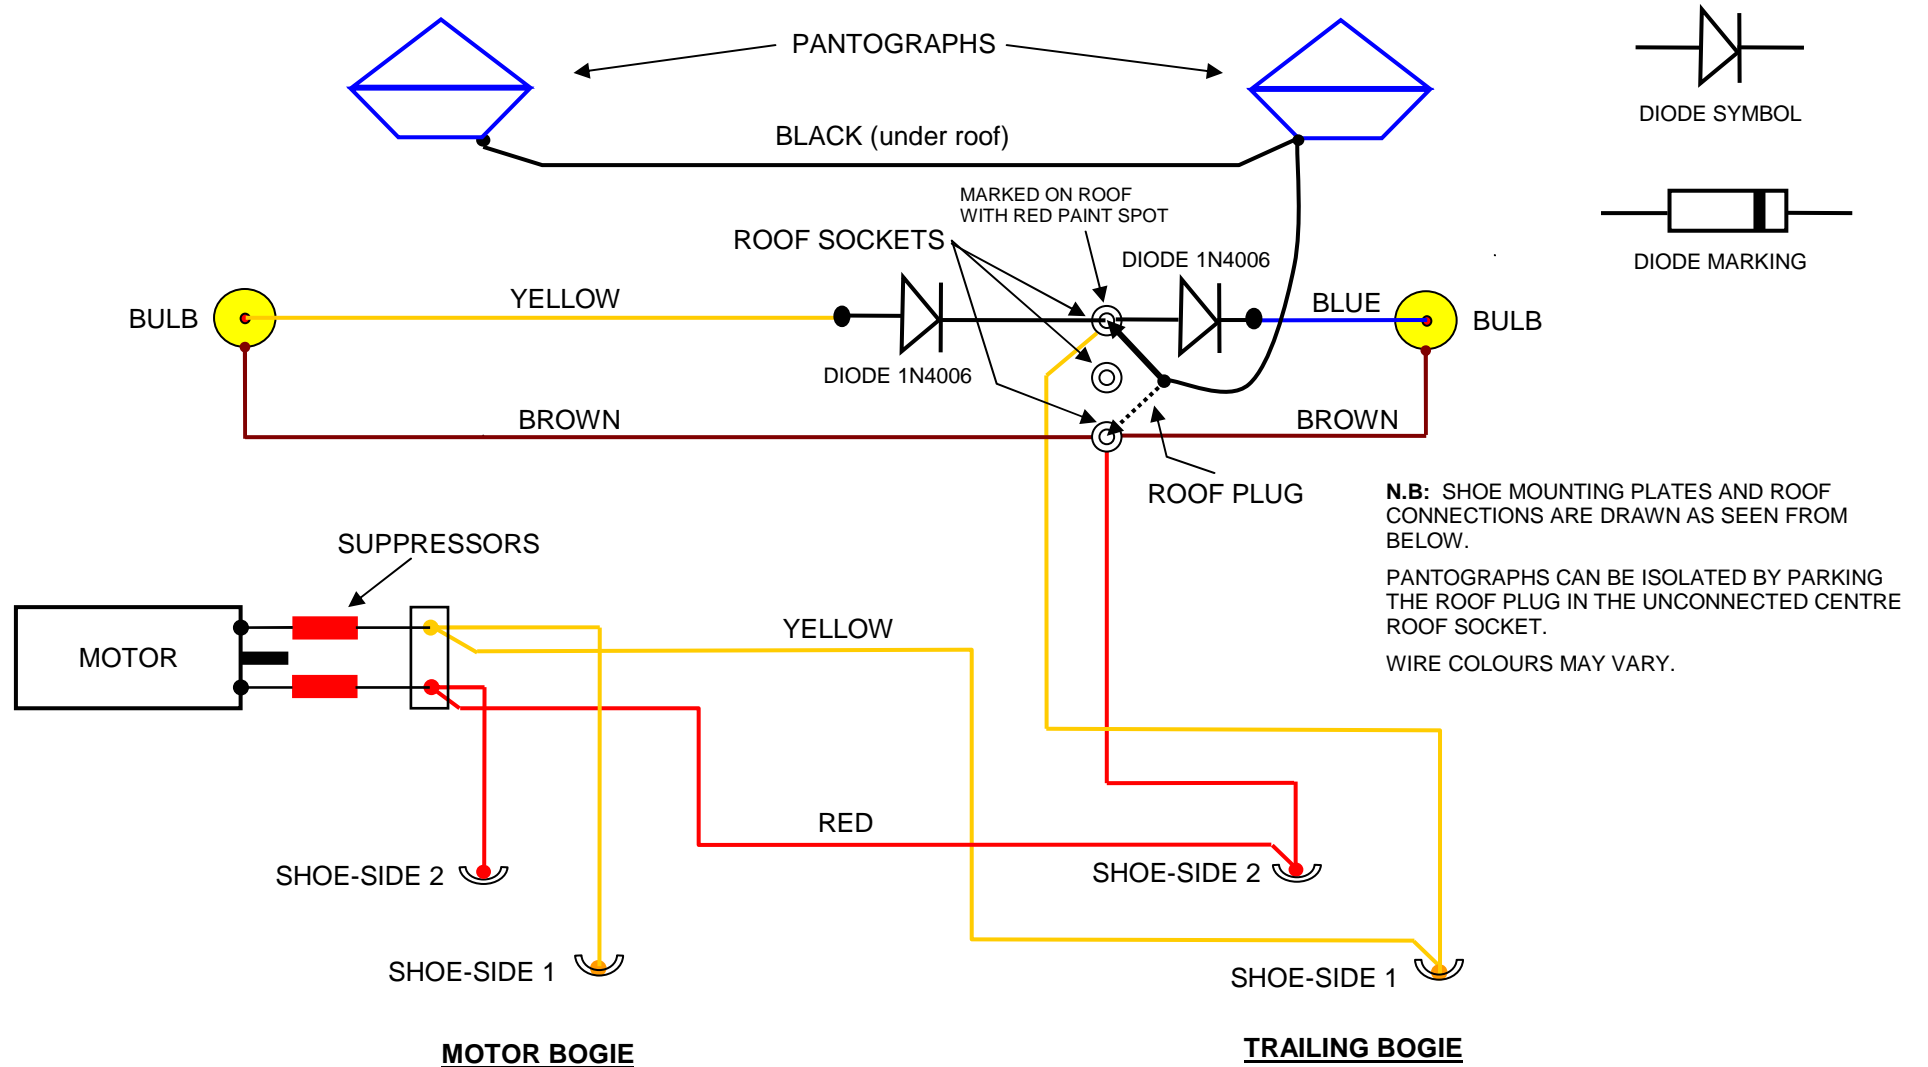 PANTOGRAPHS
DIODE SYMBOL
BLACK (under roof)
MARKED ON ROOF
WITH RED PAINT SPOT
ROOF SOCKETS
DIODE 1N4006
DIODE MARKING
BULB
YELLOW
BLUE
BULB
DIODE 1N4006
BROWN
BROWN
ROOF PLUG
N.B: SHOE MOUNTING PLATES AND ROOF
CONNECTIONS ARE DRAWN AS SEEN FROM
BELOW.
PANTOGRAPHS CAN BE ISOLATED BY PARKING
THE ROOF PLUG IN THE UNCONNECTED CENTRE
ROOF SOCKET.
WIRE COLOURS MAY VARY.
SUPPRESSORS
MOTOR
YELLOW
RED
SHOE-SIDE 2
SHOE-SIDE 2
SHOE-SIDE 1
SHOE-SIDE 1
MOTOR BOGIE
TRAILING BOGIE